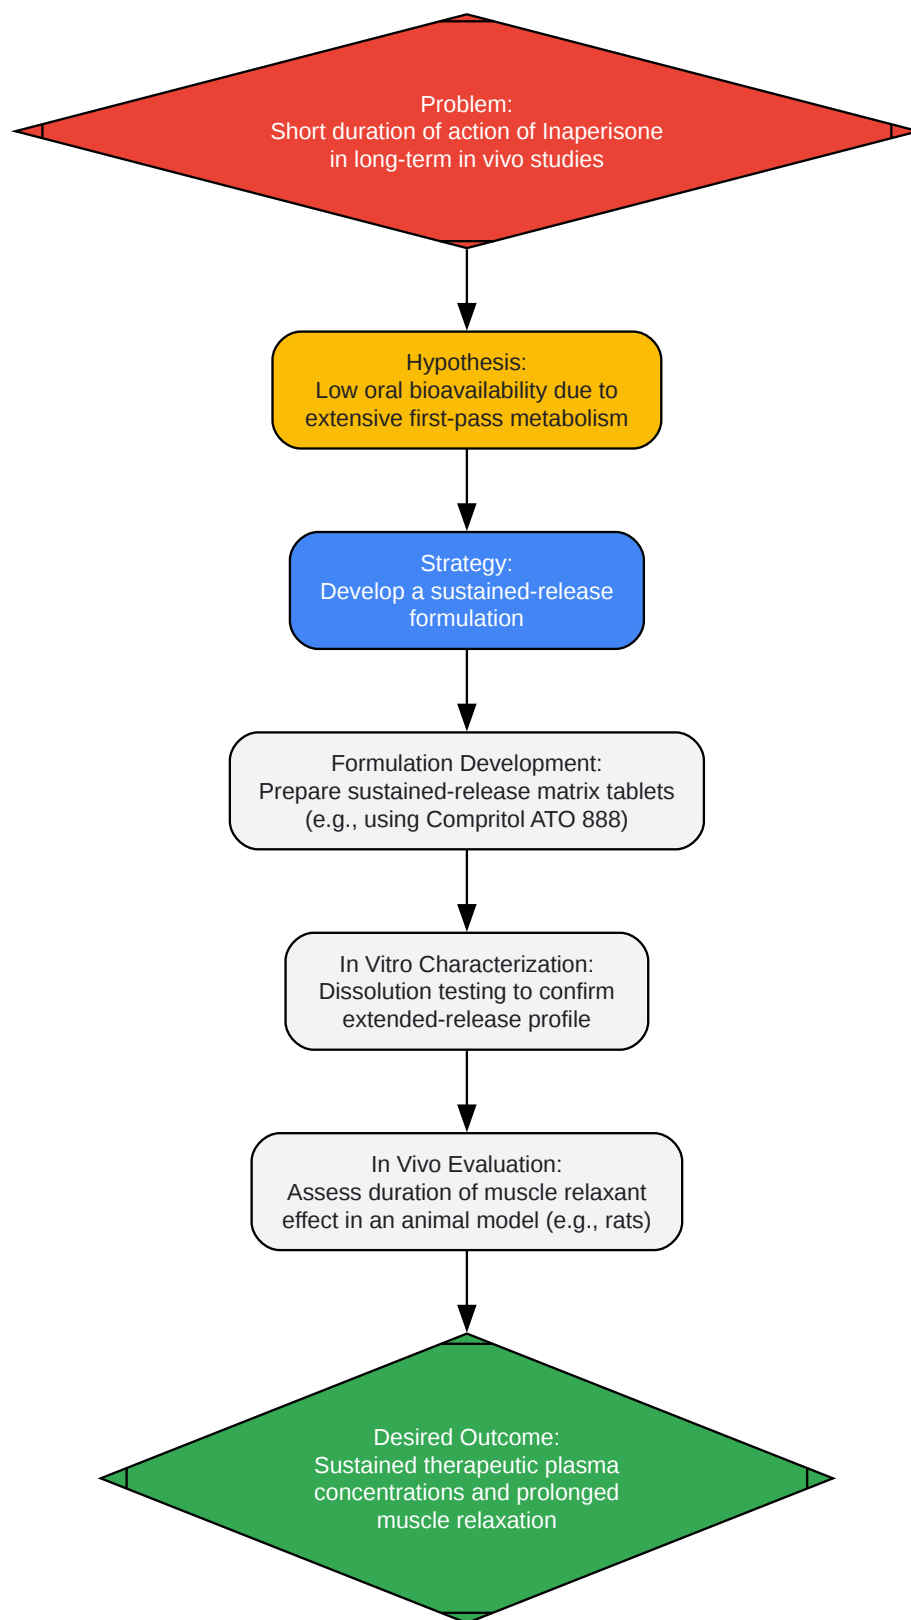 Problem:
Short duration of action of Inaperisone
in long-term in vivo studies
Hypothesis:
Low oral bioavailability due to
extensive first-pass metabolism
Strategy:
Develop a sustained-release
formulation
Formulation Development:
Prepare sustained-release matrix tablets
(e.g., using Compritol ATO 888)
In Vitro Characterization:
Dissolution testing to confirm
extended-release profile
In Vivo Evaluation:
Assess duration of muscle relaxant
effect in an animal model (e.g., rats)
Desired Outcome:
Sustained therapeutic plasma
concentrations and prolonged
muscle relaxation